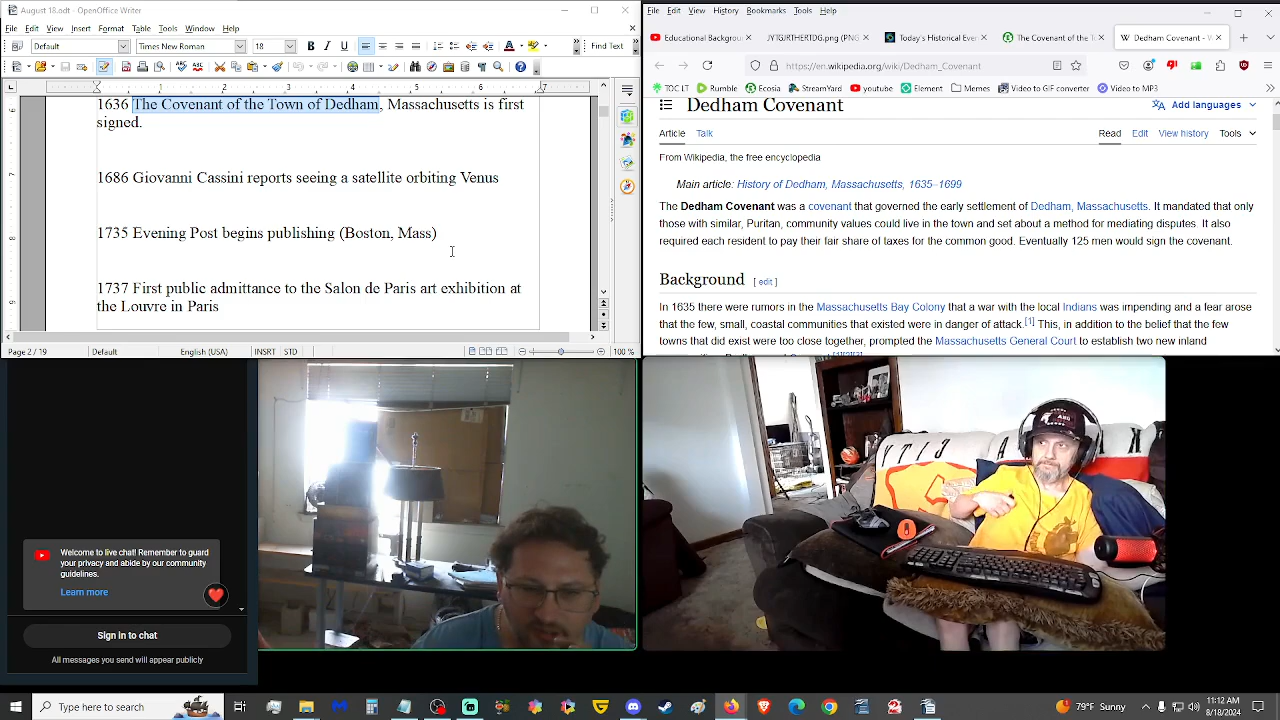 August 18.odt - OpenOffice Writer
File Edit View Insert Format Table Tools Window Help
Default Times New Roman 18 Find Text
1636 The Covenant of the Town of Dedham, Massachusetts is first
signed.
1686 Giovanni Cassini reports seeing a satellite orbiting Venus
1735 Evening Post begins publishing (Boston, Mass)
1737 First public admittance to the Salon de Paris art exhibition at
the Louvre in Paris
Page 2 / 19 Default English (USA) INSRT STD 100 %
File Edit View History Bookmarks Tools Help
Educational Backgrou JYTGJRTHERTDG.png (PNG Today's Historical Eve The Covenant of the T Dedham Covenant - W
https://en.wikipedia.org/wiki/Dedham_Covenant
TOC LT Rumble Ecosia StreamYard youtube Element Memes Video to GIF converter Video to MP3
Dedham Covenant
Add languages
Article Talk Read Edit View history Tools
From Wikipedia, the free encyclopedia
Main article: History of Dedham, Massachusetts, 1635–1699
The Dedham Covenant was a covenant that governed the early settlement of Dedham, Massachusetts. It mandated that only
those with similar, Puritan, community values could live in the town and set about a method for mediating disputes. It also
required each resident to pay their fair share of taxes for the common good. Eventually 125 men would sign the covenant.
Background [ edit ]
In 1635 there were rumors in the Massachusetts Bay Colony that a war with the local Indians was impending and a fear arose
that the few, small, coastal communities that existed were in danger of attack.[1] This, in addition to the belief that the few
towns that did exist were too close together, prompted the Massachusetts General Court to establish two new inland
Welcome to live chat! Remember to guard
your privacy and abide by our community
guidelines.
Learn more
Sign in to chat
All messages you send will appear publicly
Type here to search
79°F Sunny
11:12 AM
8/18/2024